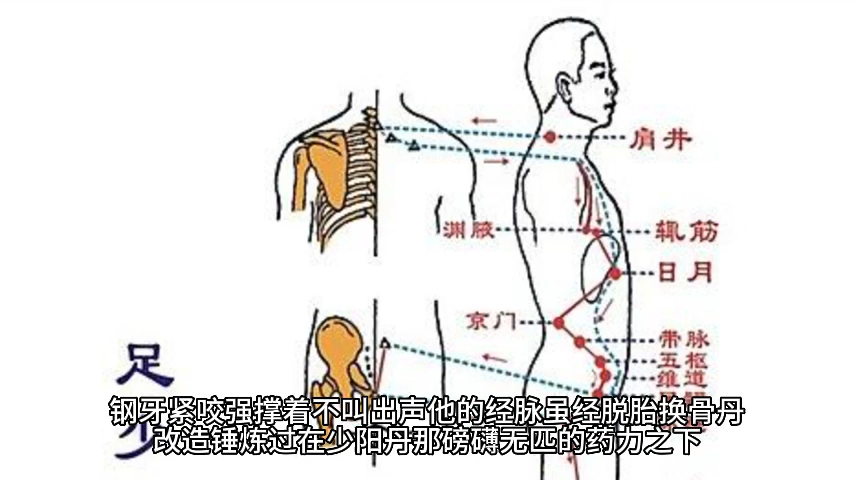 肩井
渊腋
辄筋
日月
京门
带脉
五枢
维道
足
少
钢牙紧咬强撑着不叫出声他的经脉虽经脱胎换骨丹
改造锤炼过在少阳丹那磅礴无匹的药力之下